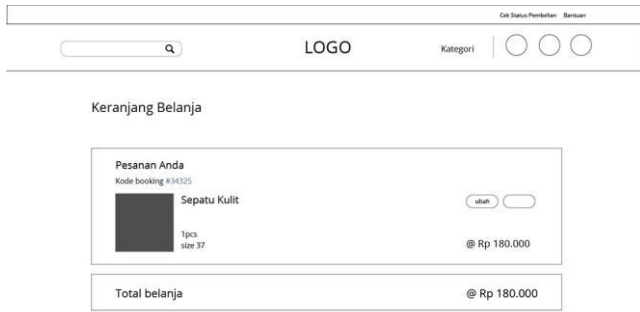 Cek Status Pembelian Bantuan
LOGO
Kategori
Keranjang Belanja
Pesanan Anda
Kode booking #34325
Sepatu Kulit
ubah
1pcs
size 37
@ Rp 180.000
Total belanja @ Rp 180.000